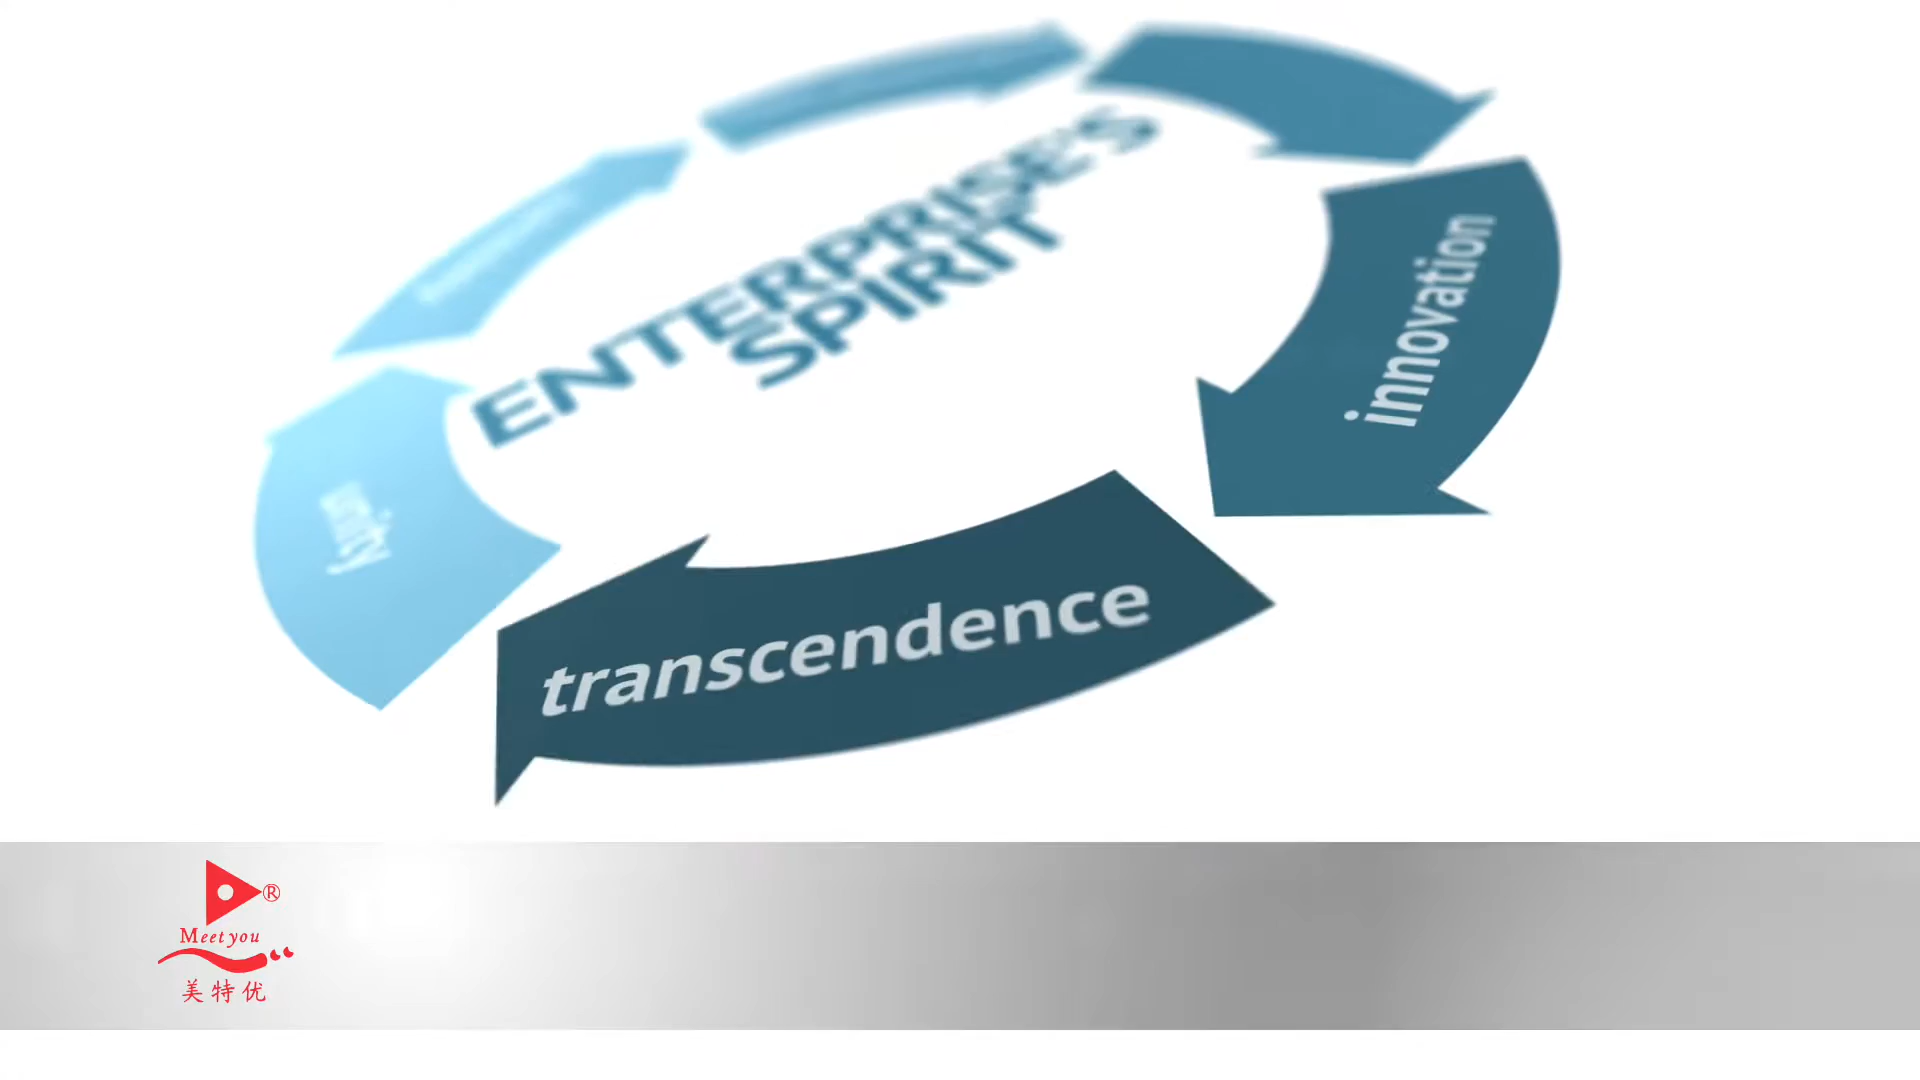 ENTERPRISE'S
SPIRIT
innovation
transcendence
®
Meet you
美特优